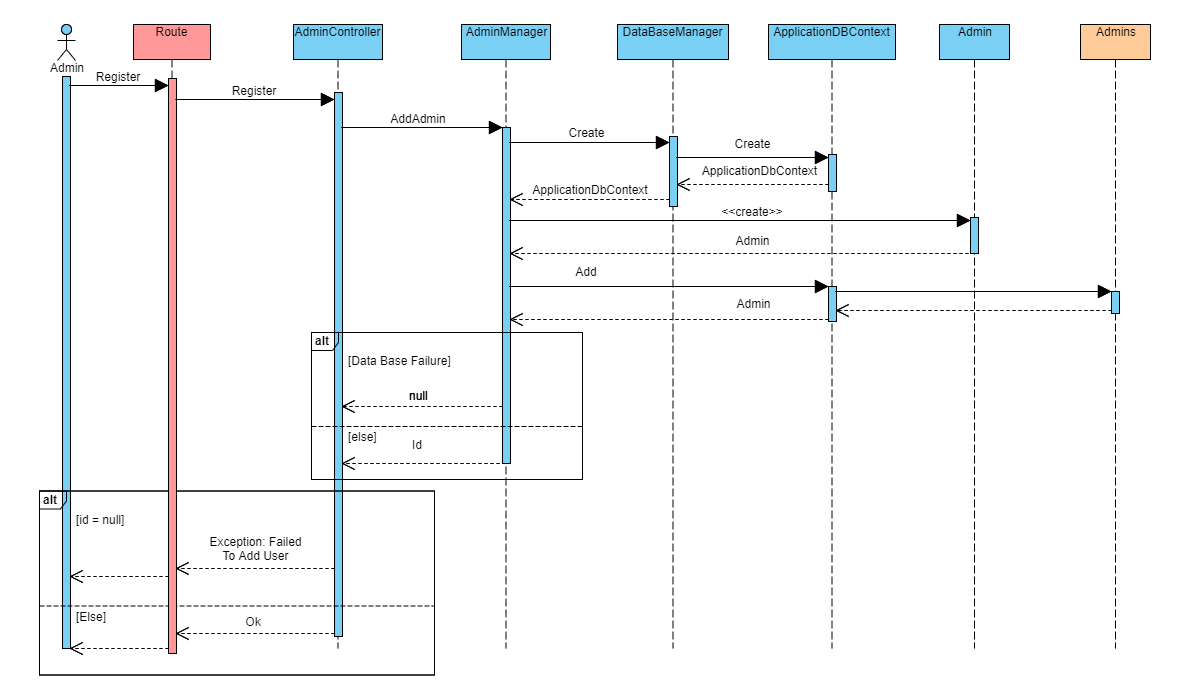 Route
AdminController
AdminManager
DataBaseManager
ApplicationDBContext
Admin
Admins
Admin
Register
Register
AddAdmin
Create
Create
ApplicationDbContext
ApplicationDbContext
<<create>>
Admin
Add
Admin
alt
[Data Base Failure]
null
[else]
Id
alt
[id = null]
Exception: Failed
To Add User
[Else]
Ok